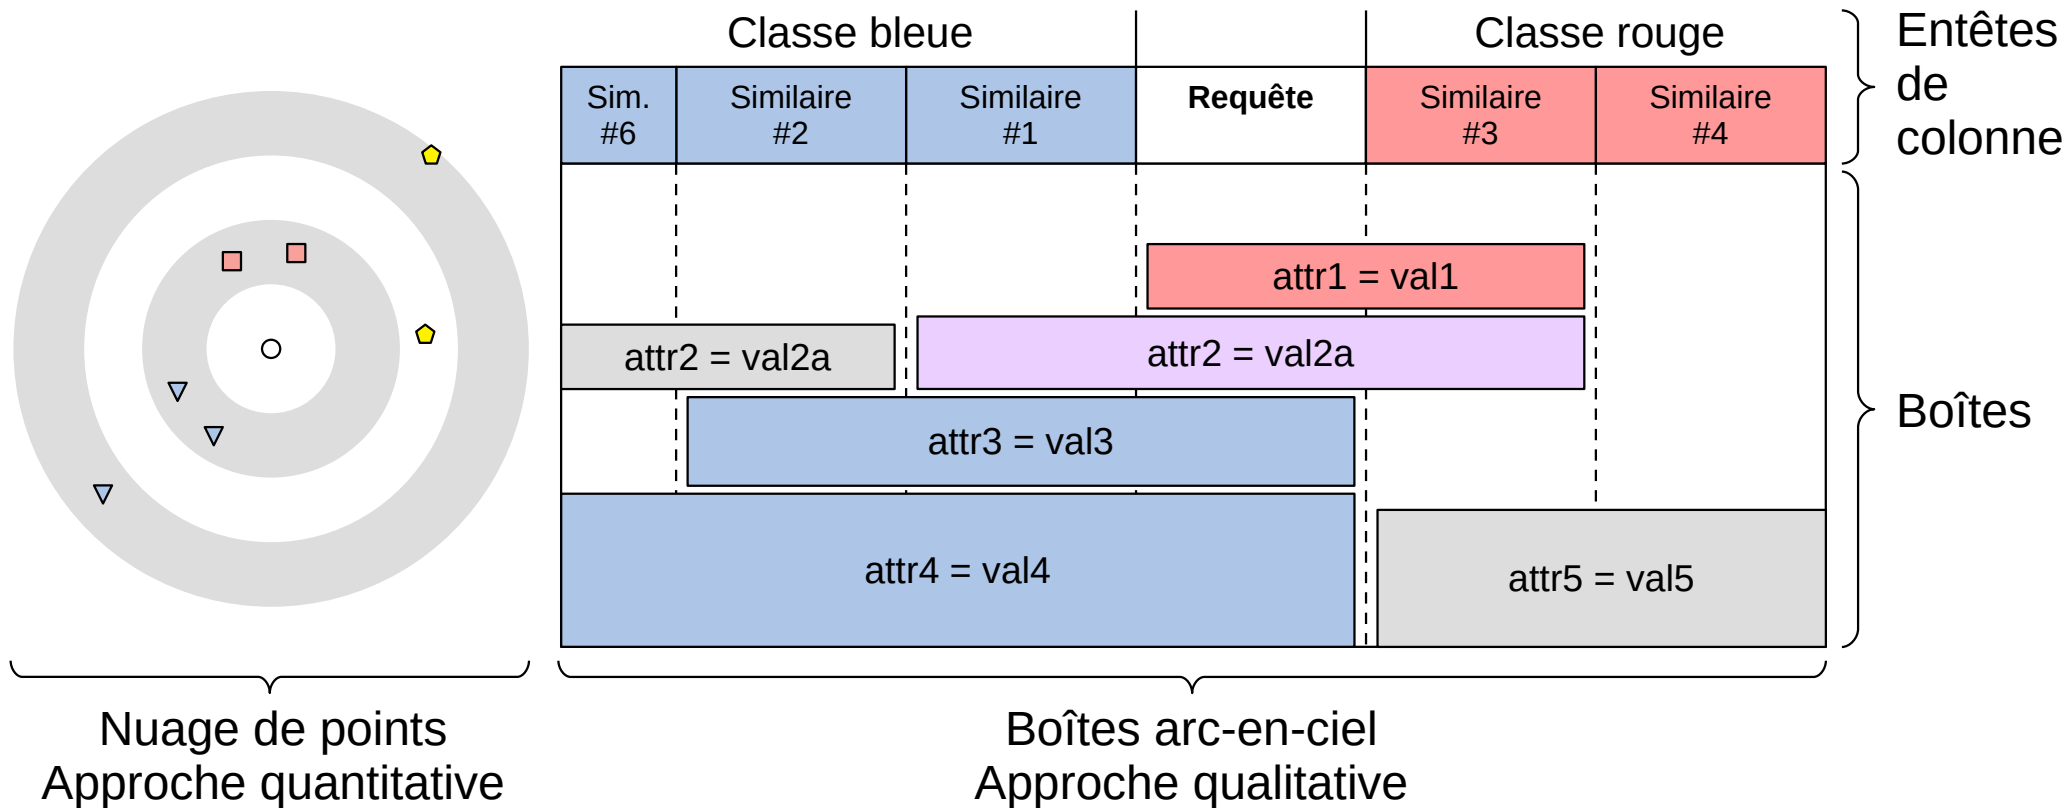 Classe bleue
Classe rouge
Entêtes
de
colonne
Sim.
#6
Similaire
#2
Similaire
#1
Requête
Similaire
#3
Similaire
#4
attr1 = val1
attr2 = val2a
attr2 = val2a
attr3 = val3
attr4 = val4
attr5 = val5
Boîtes
Nuage de points
Approche quantitative
Boîtes arc-en-ciel
Approche qualitative